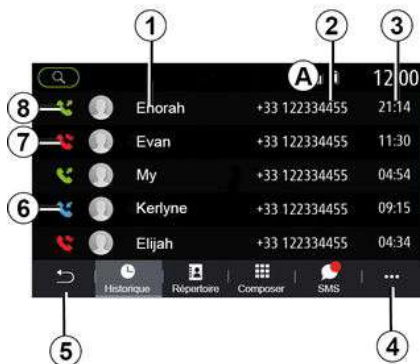 1 2 3
A 12:00
8 Enorah +33 122334455 21:14
7 Evan +33 122334455 11:30
My +33 122334455 04:54
6 Kerlyne +33 122334455 09:15
Elijah +33 122334455 04:34
Historique Répertoire Composer SMS ...
5 4